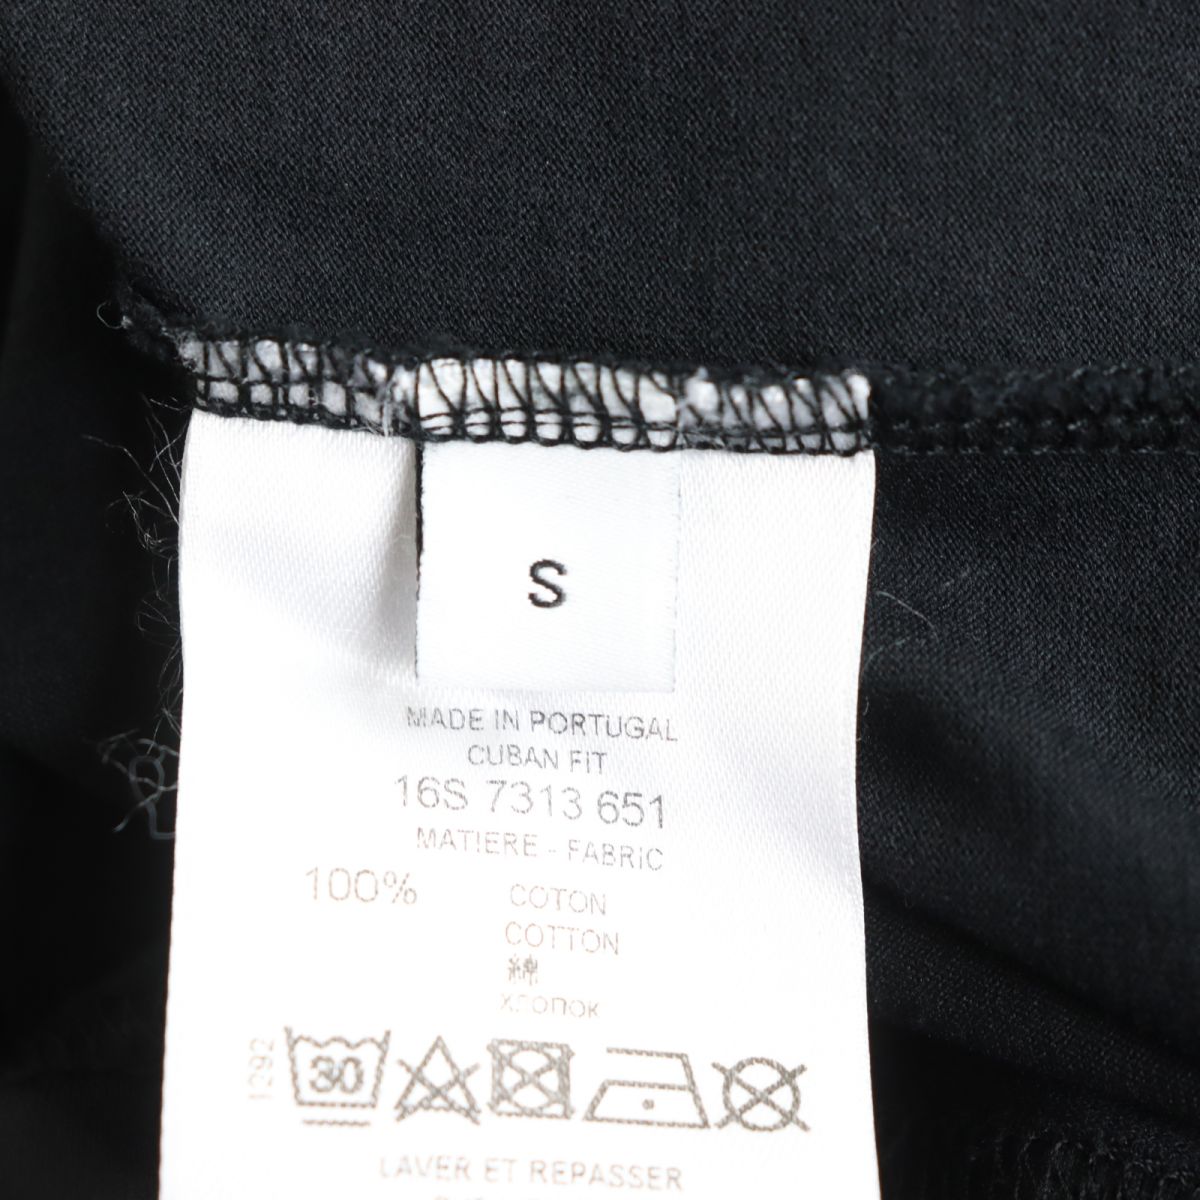 S
MADE IN PORTUGAL
CUBAN FIT
16S 7313 651
MATIERE - FABRIC
100% COTON
COTTON
綿
ХЛОПОК
1292
30
LAVER ET REPASSER